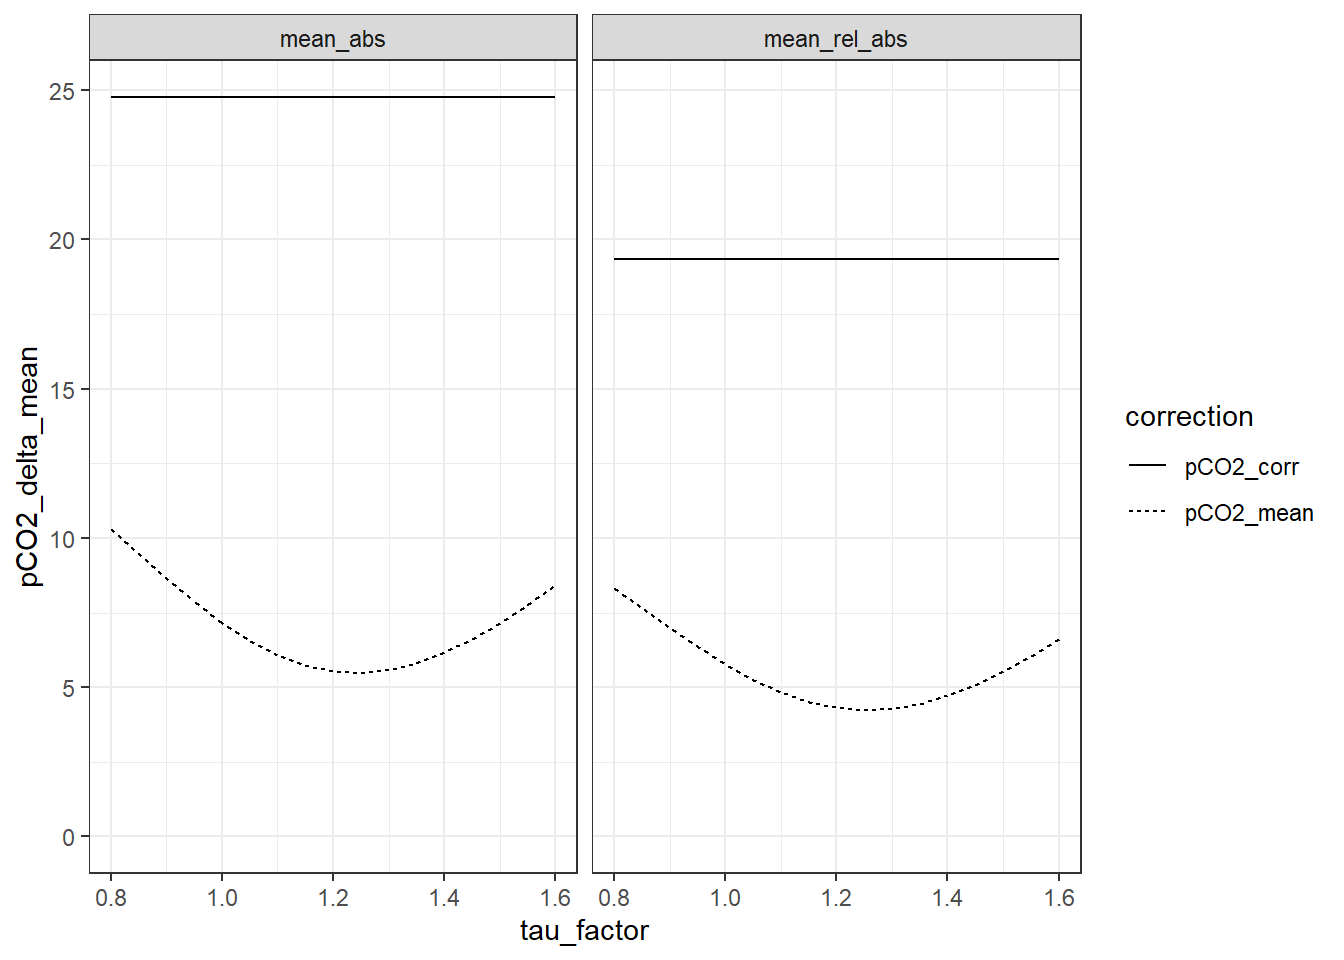 mean_abs
mean_rel_abs
pCO2_delta_mean
25
20
15
10
5
0
0.8 1.0 1.2 1.4 1.6
0.8 1.0 1.2 1.4 1.6
tau_factor
correction
pCO2_corr
pCO2_mean